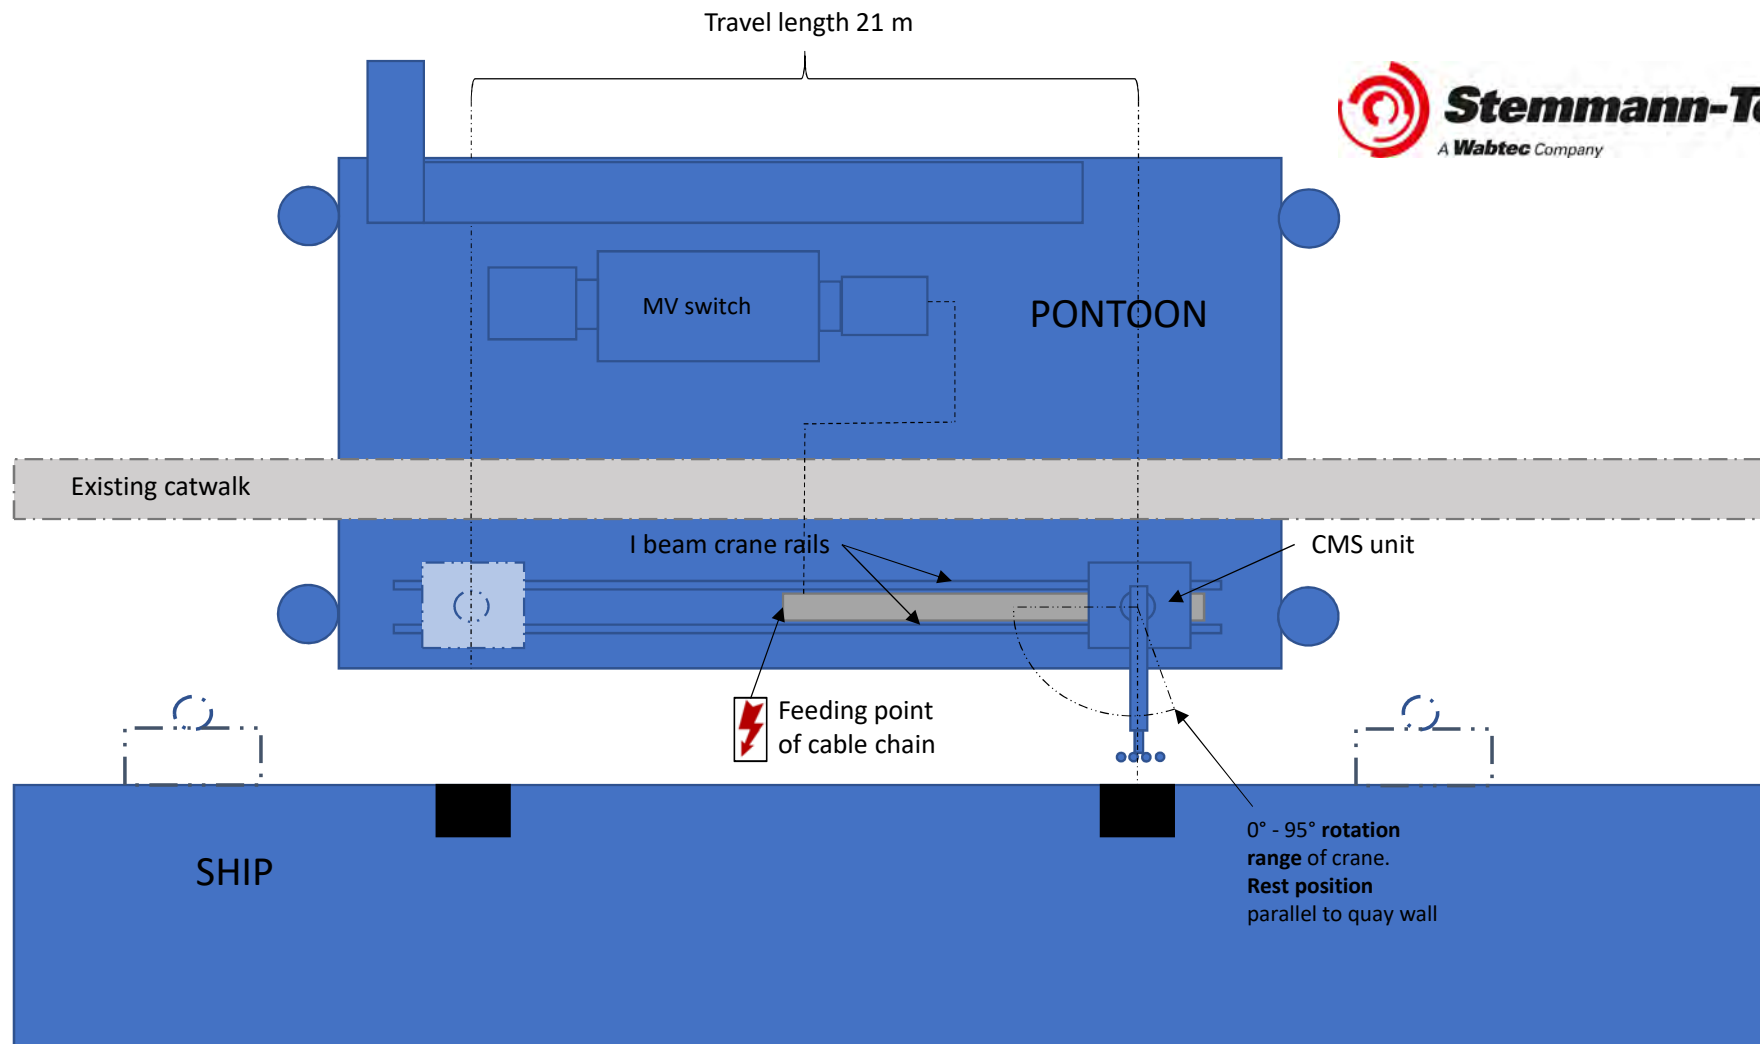 Travel length 21 m
Stemmann-Te
A Wabtec Company
MV switch
PONTOON
Existing catwalk
I beam crane rails
CMS unit
Feeding point
of cable chain
0° - 95° rotation
range of crane.
Rest position
parallel to quay wall
SHIP